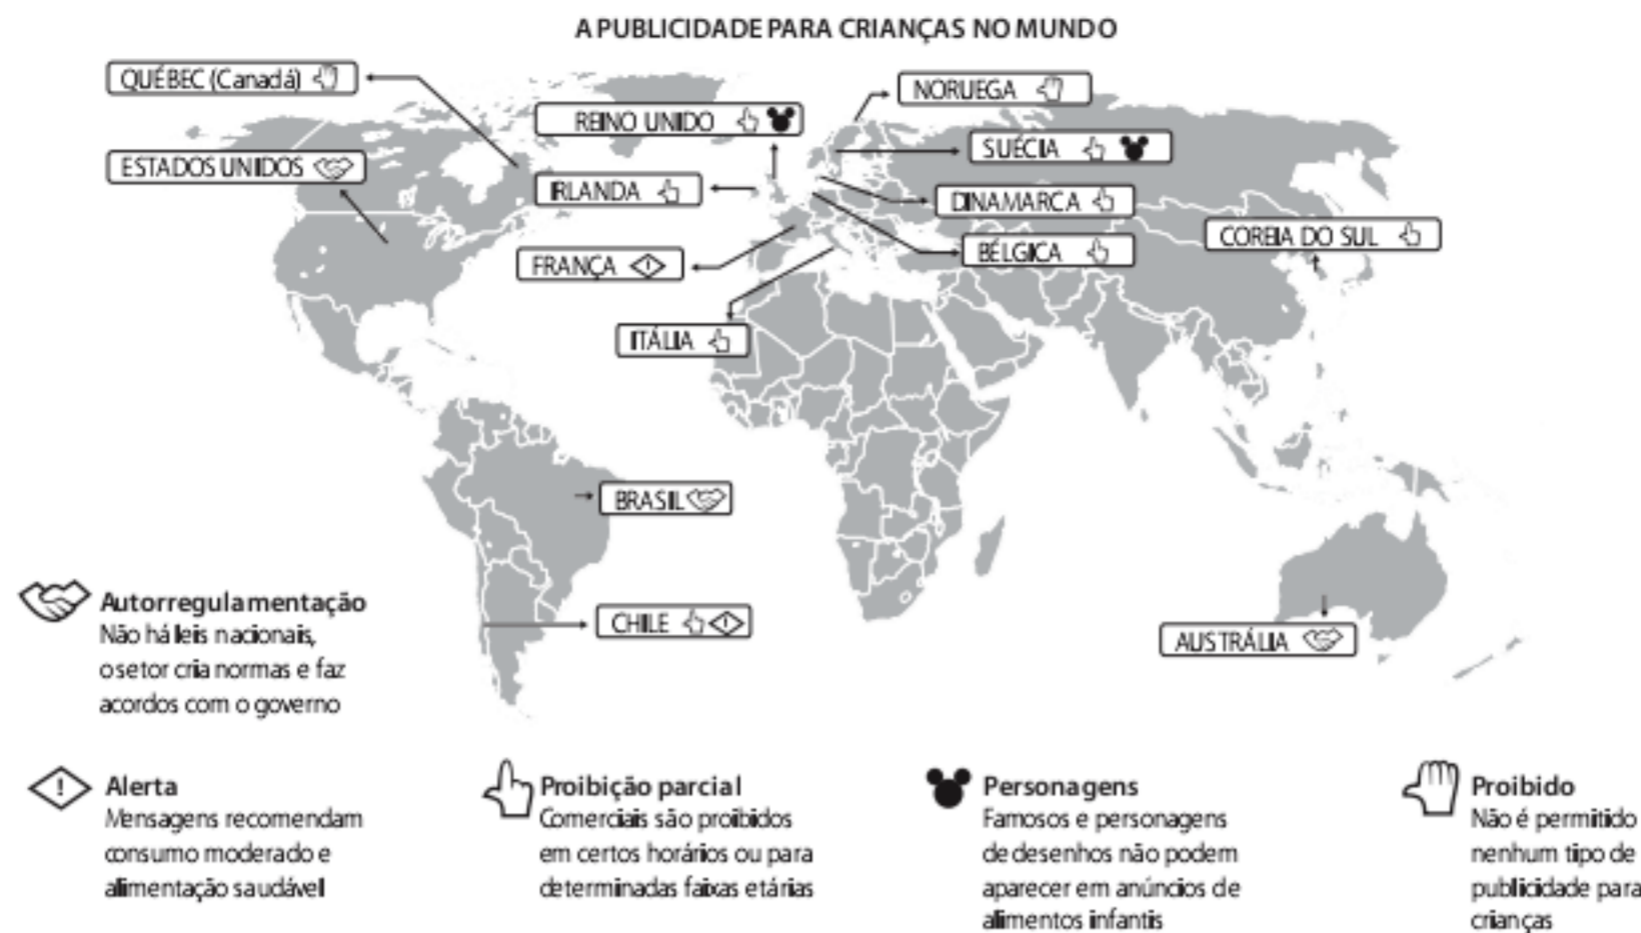 A PUBLICIDADE PARA CRIANÇAS NO MUNDO
QUÉBEC (Canadá)
NORUEGA
REINO UNIDO
SUÉCIA
ESTADOS UNIDOS
IRLANDA
DINAMARCA
COREIA DO SUL
BÉLGICA
FRANÇA
ITÁLIA
BRASIL
CHILE
AUSTRÁLIA
Autorregulamentação
Não há leis nacionais,
o setor cria normas e faz
acordos com o governo
Alerta
Mensagens recomendam
consumo moderado e
alimentação saudável
Proibição parcial
Comerciais são proibidos
em certos horários ou para
determinadas faixas etárias
Personagens
Famosos e personagens
de desenhos não podem
aparecer em anúncios de
alimentos infantis
Proibido
Não é permitido
nenhum tipo de
publicidade para
crianças